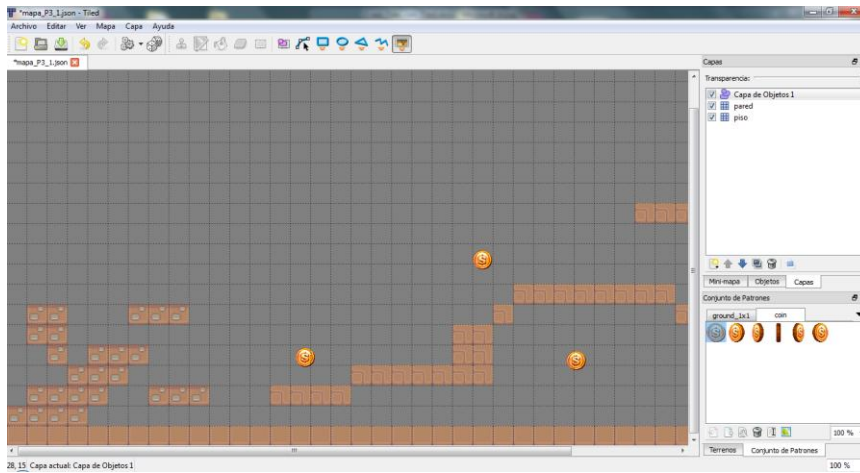 *mapa_P3_1.json - Tiled
Archivo Editar Ver Mapa Capa Ayuda
*mapa_P3_1.json
Capas
Transparencia:
Capa de Objetos 1
pared
piso
Mini-mapa Objetos Capas
Conjunto de Patrones
ground_1x1 coin
100 %
Terrenos Conjunto de Patrones
28, 15 Capa actual: Capa de Objetos 1
100 %